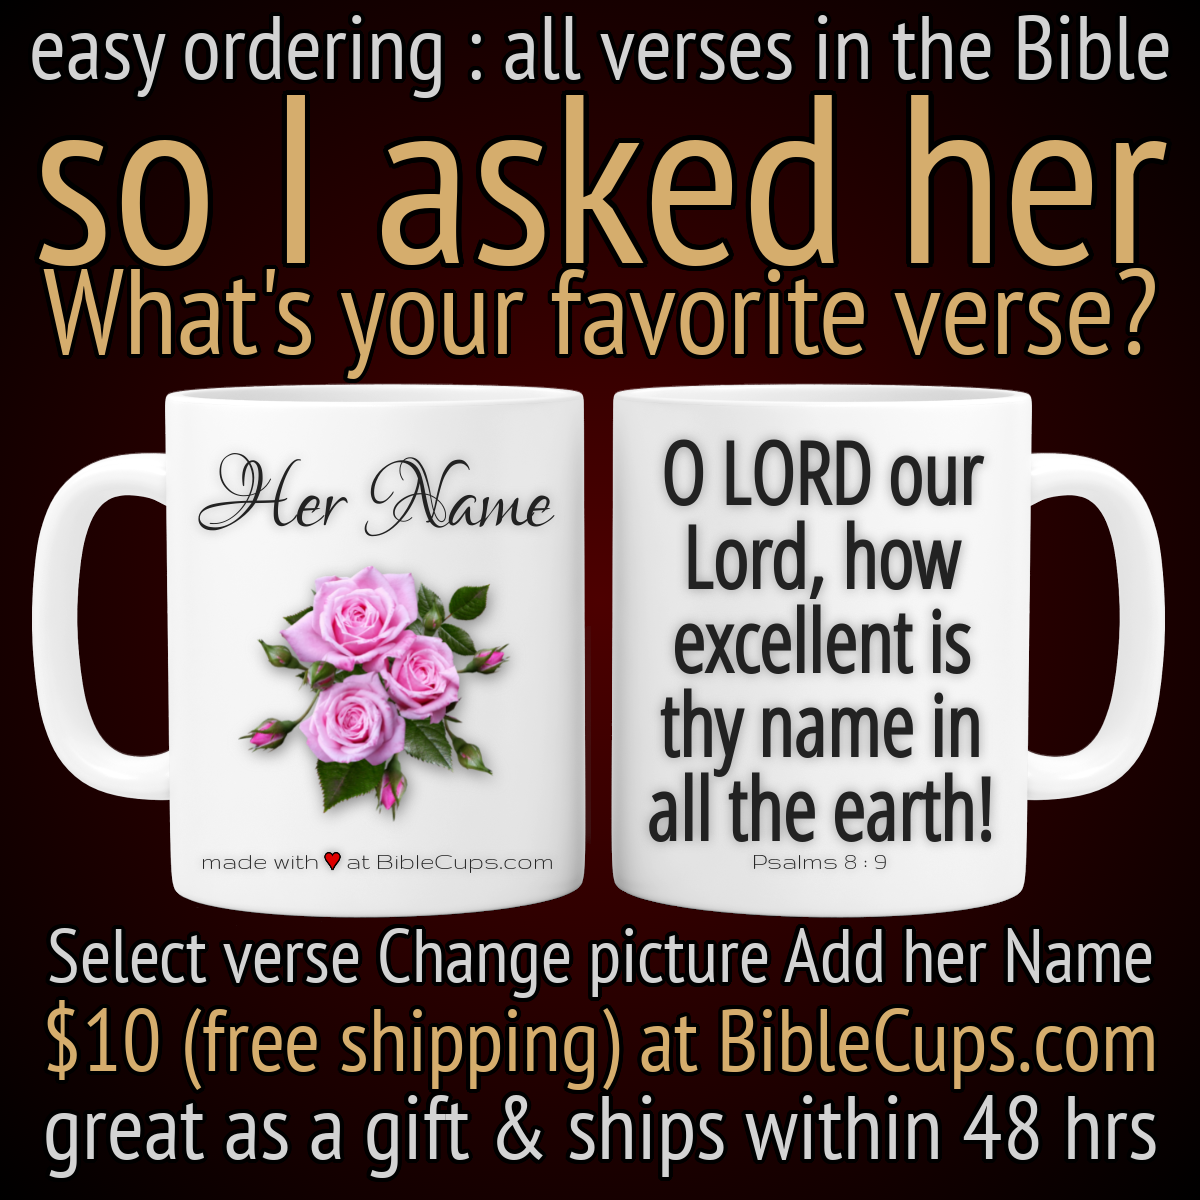 easy ordering : all verses in the Bible
so I asked her
What's your favorite verse?
Her Name
made with ♥ at BibleCups.com
O LORD our
Lord, how
excellent is
thy name in
all the earth!
Psalms 8 : 9
Select verse Change picture Add her Name
$10 (free shipping) at BibleCups.com
great as a gift & ships within 48 hrs